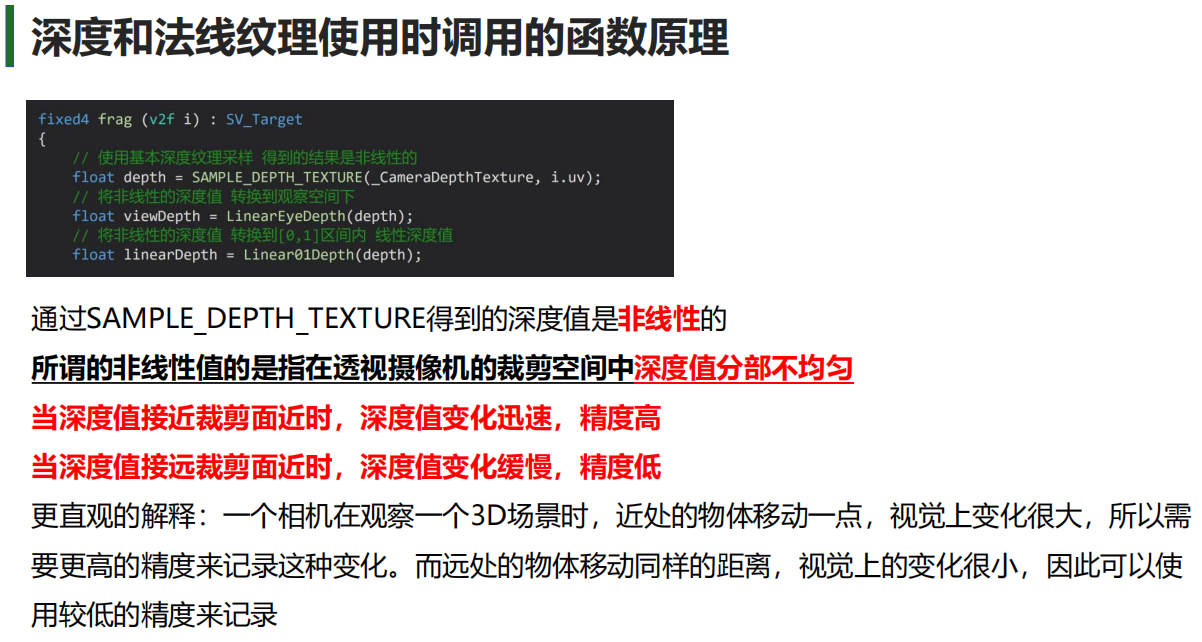 深度和法线纹理使用时调用的函数原理
fixed4 frag (v2f i) : SV_Target
{
// 使用基本深度纹理采样 得到的结果是非线性的
float depth = SAMPLE_DEPTH_TEXTURE(_CameraDepthTexture, i.uv);
// 将非线性的深度值 转换到观察空间下
float viewDepth = LinearEyeDepth(depth);
// 将非线性的深度值 转换到[0,1]区间内 线性深度值
float linearDepth = Linear01Depth(depth);
通过SAMPLE_DEPTH_TEXTURE得到的深度值是非线性的
所谓的非线性值的是指在透视摄像机的裁剪空间中深度值分部不均匀
当深度值接近裁剪面近时，深度值变化迅速，精度高
当深度值接远裁剪面近时，深度值变化缓慢，精度低
更直观的解释：一个相机在观察一个3D场景时，近处的物体移动一点，视觉上变化很大，所以需
要更高的精度来记录这种变化。而远处的物体移动同样的距离，视觉上的变化很小，因此可以使
用较低的精度来记录